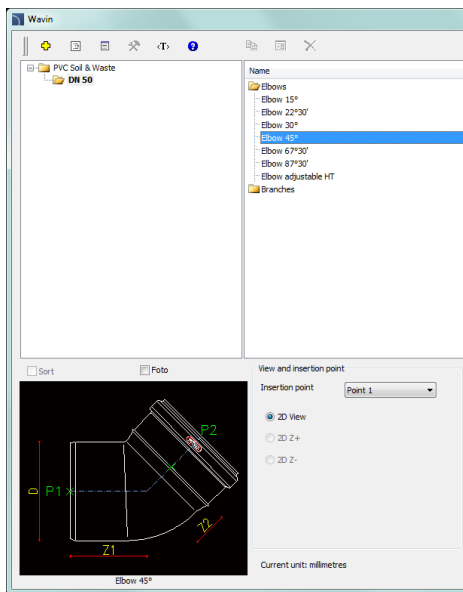 Wavin
‹T›
?
PVC Soil & Waste
DN 50
Name
Elbows
Elbow 15°
Elbow 22°30'
Elbow 30°
Elbow 45°
Elbow 67°30'
Elbow 87°30'
Elbow adjustable HT
Branches
Sort
Foto
View and insertion point
Insertion point
Point 1
2D View
2D Z+
2D Z-
P2
D
P1
Z2
Z1
Current unit: millimetres
Elbow 45°